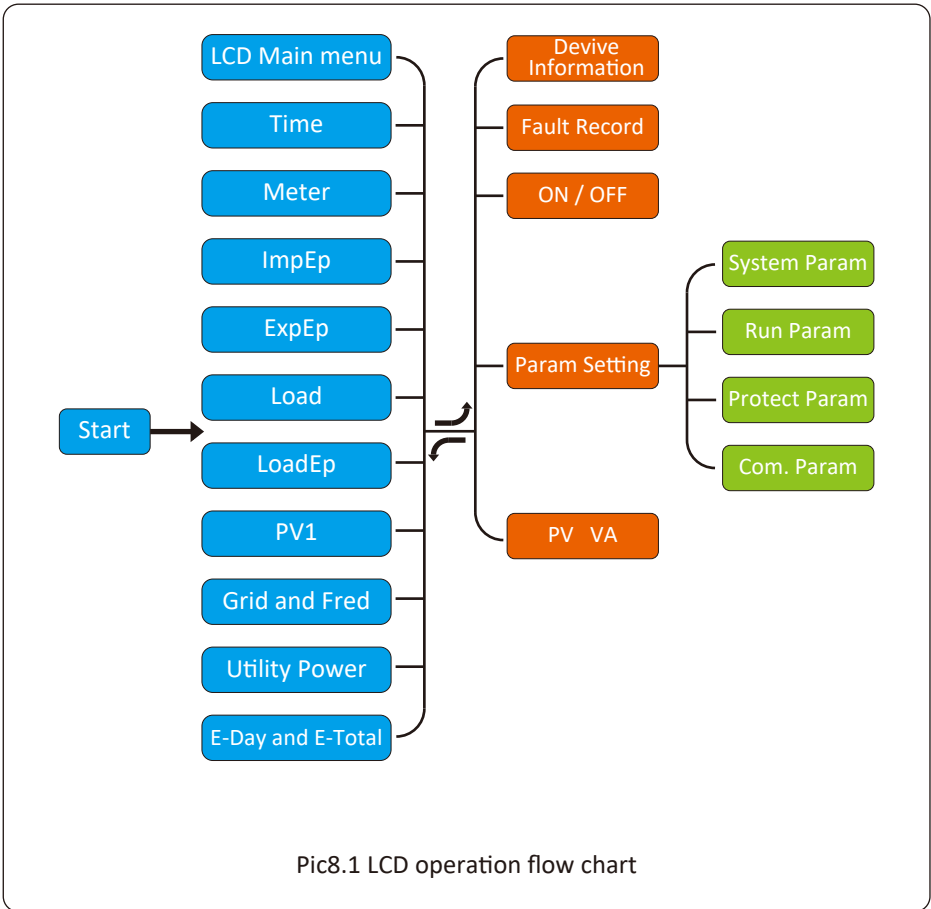 Start
LCD Main menu
Time
Meter
ImpEp
ExpEp
Load
LoadEp
PV1
Grid and Fred
Utility Power
E-Day and E-Total
Devive
Information
Fault Record
ON / OFF
Param Setting
PV VA
System Param
Run Param
Protect Param
Com. Param
Pic8.1 LCD operation flow chart